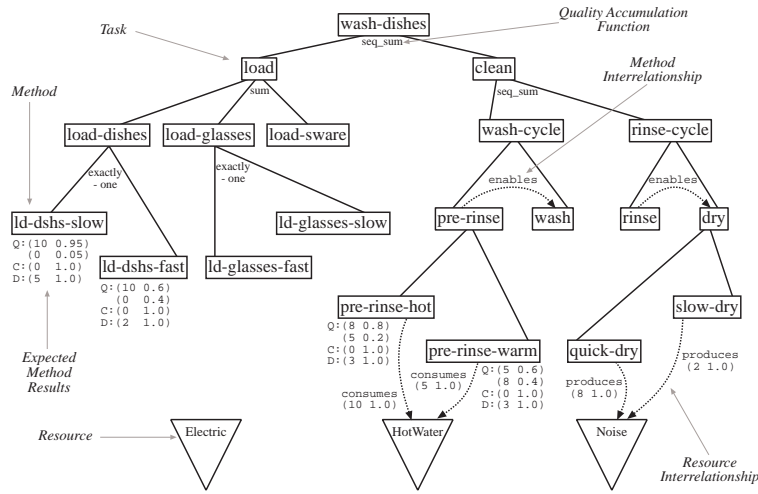 wash-dishes
seq_sum
Quality Accumulation
Function
Task
load
sum
clean
seq_sum
Method
Interrelationship
Method
load-dishes
load-glasses
load-sware
wash-cycle
rinse-cycle
exactly
- one
exactly
- one
enables
enables
ld-dshs-slow
Q:(10 0.95)
(0 0.05)
C:(0 1.0)
D:(5 1.0)
ld-glasses-slow
pre-rinse
wash
rinse
dry
ld-dshs-fast
Q:(10 0.6)
(0 0.4)
C:(0 1.0)
D:(2 1.0)
ld-glasses-fast
pre-rinse-hot
Q:(8 0.8)
(5 0.2)
C:(0 1.0)
D:(3 1.0)
slow-dry
Expected
Method
Results
pre-rinse-warm
Q:(5 0.6)
(8 0.4)
C:(0 1.0)
D:(3 1.0)
quick-dry
produces
(2 1.0)
consumes
(5 1.0)
consumes
(10 1.0)
produces
(8 1.0)
Resource
Electric
HotWater
Noise
Resource
Interrelationship